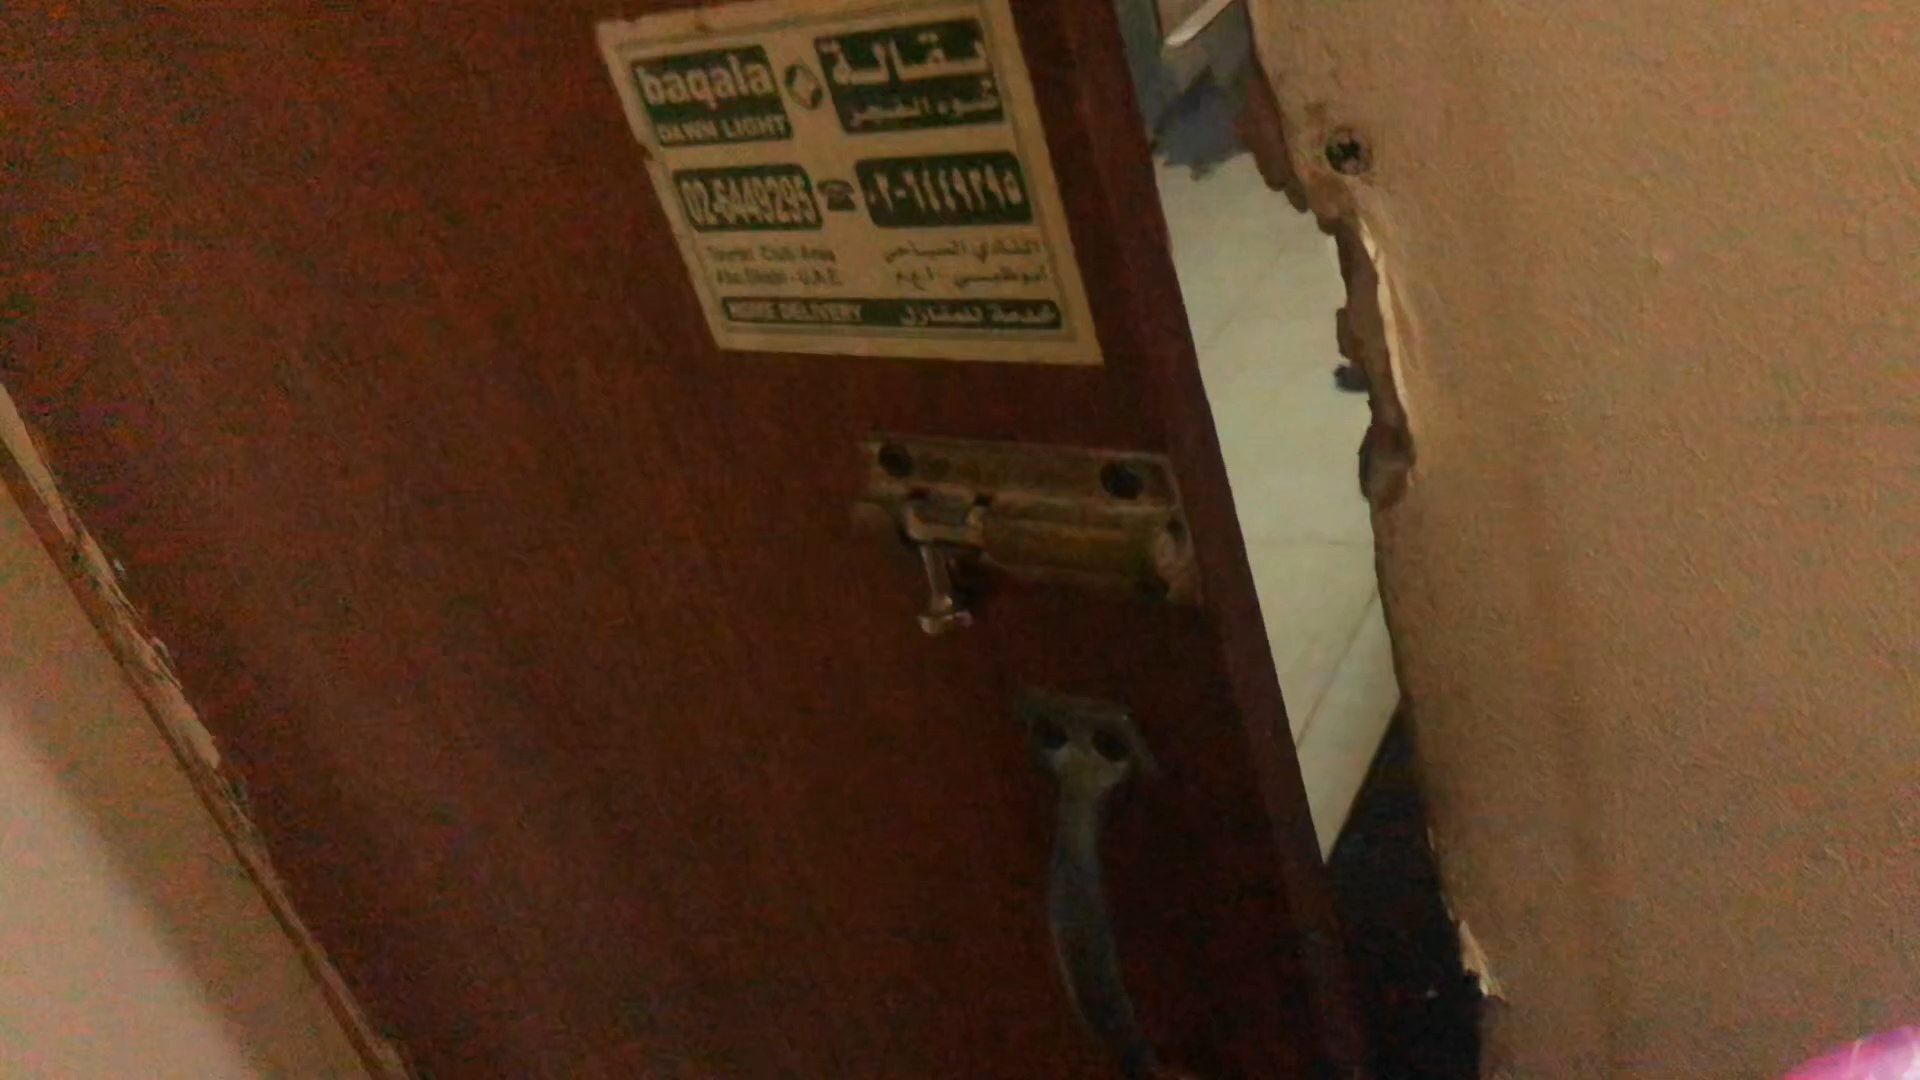 baqala
DAWN LIGHT
بقالة
ضوء الفجر
02-6449295
٠٢-٦٤٤٩٢٩٥
Tourist Club Area
Abu Dhabi - U.A.E.
النادي السياحي
أبوظبي - ا.ع.م
HOME DELIVERY
خدمة للمنازل